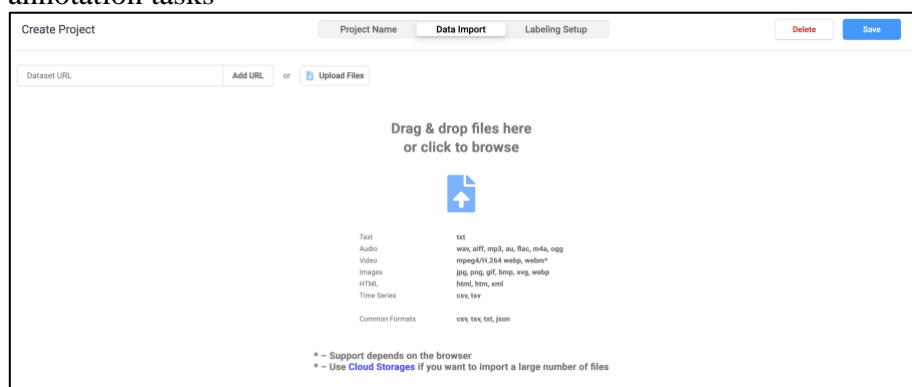 annotation tasks
Create Project Project Name Data Import Labeling Setup Delete Save
Dataset URL Add URL or Upload Files
Drag & drop files here
or click to browse
Text txt
Audio wav, aiff, mp3, au, flac, m4a, ogg
Video mpeg4/H.264 webp, webm*
Images jpg, png, gif, bmp, svg, webp
HTML html, htm, xml
Time Series csv, tsv
Common Formats csv, tsv, txt, json
* – Support depends on the browser
* – Use Cloud Storages if you want to import a large number of files